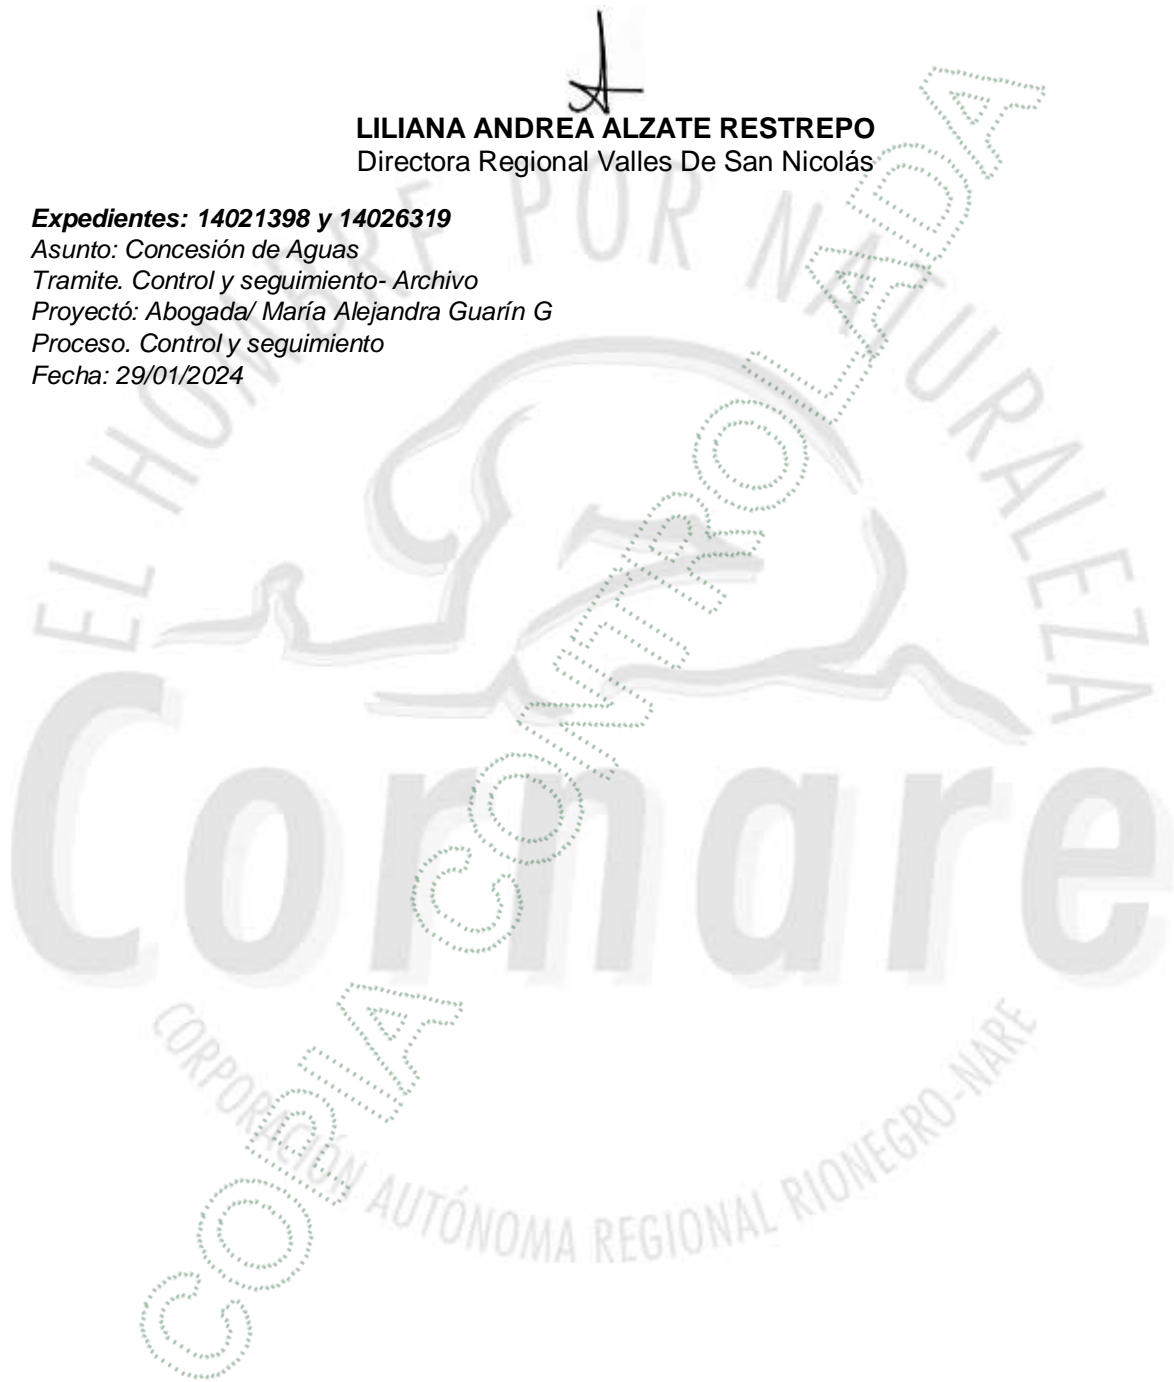 LILIANA ANDREA ALZATE RESTREPO
Directora Regional Valles De San Nicolás
Expedientes: 14021398 y 14026319
Asunto: Concesión de Aguas
Tramite. Control y seguimiento- Archivo
Proyectó: Abogada/ María Alejandra Guarín G
Proceso. Control y seguimiento
Fecha: 29/01/2024
EL HOMBRE POR NATURALEZA
Cornare
CORPORACIÓN AUTÓNOMA REGIONAL RIONEGRO-NARE
COPIA CONTROLADA